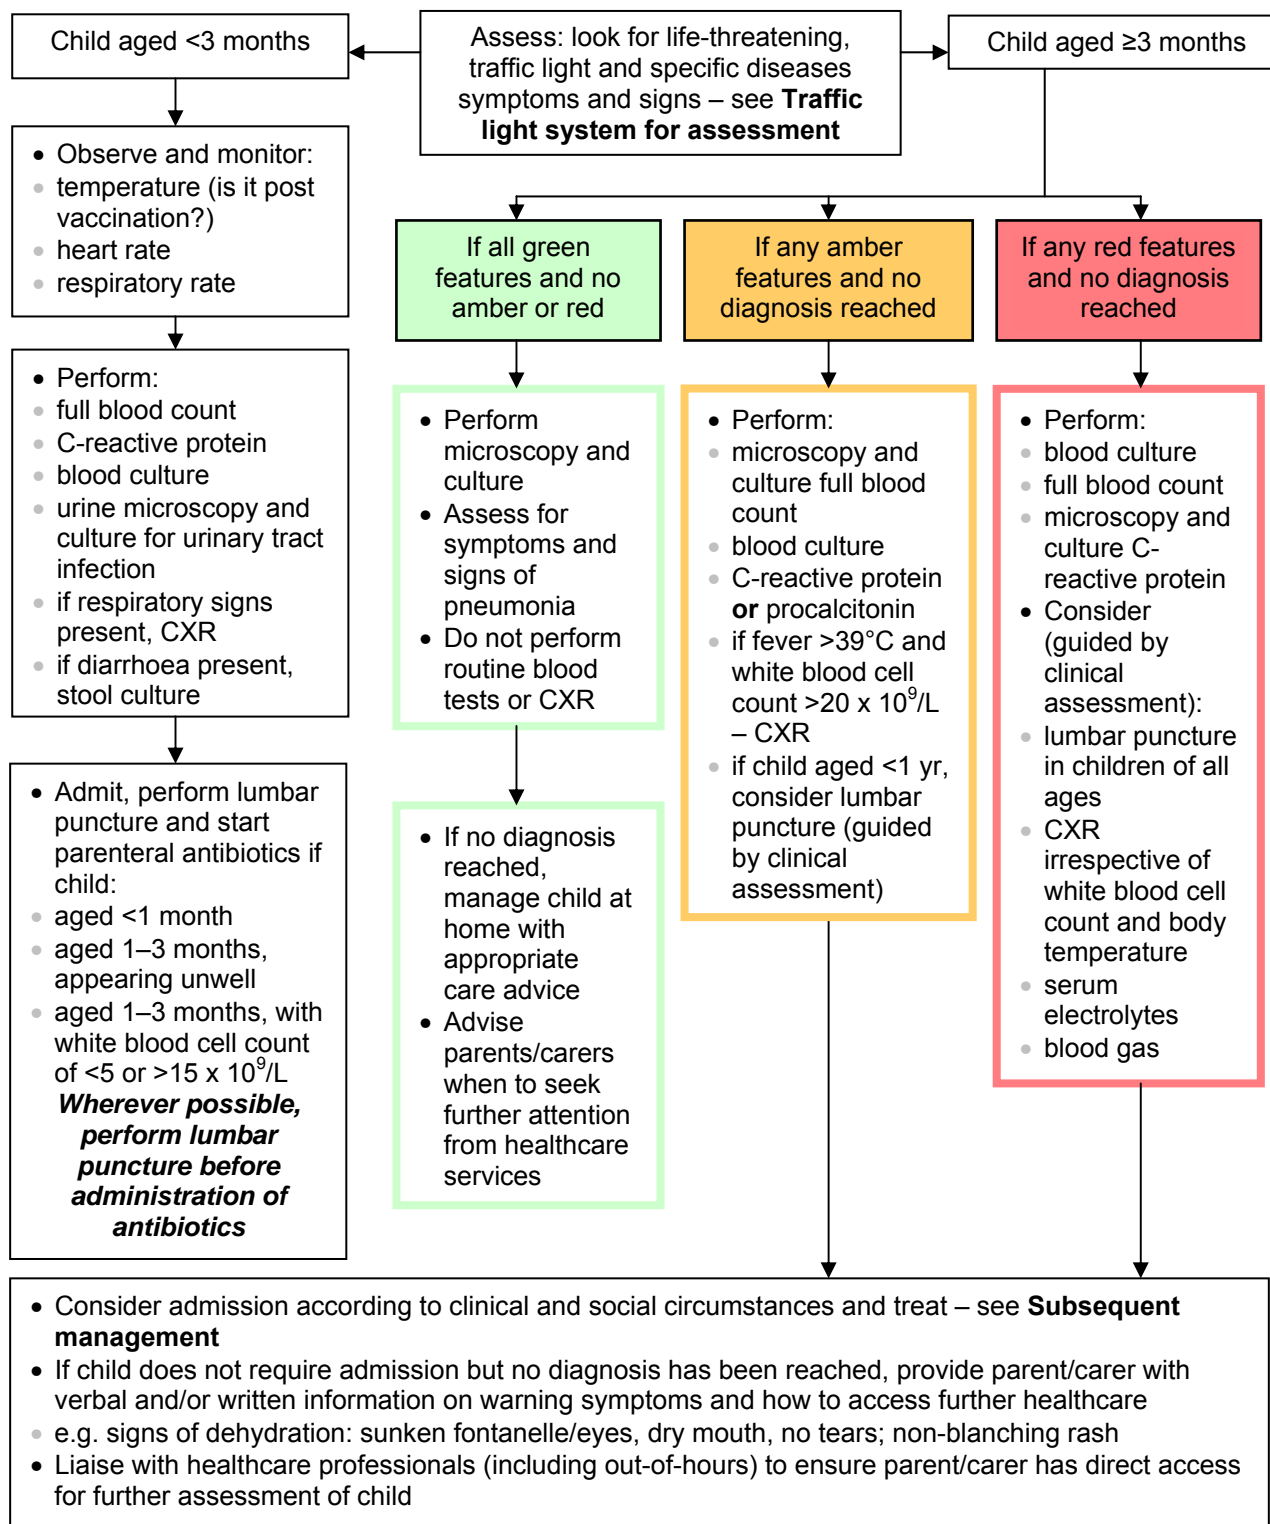 Child aged <3 months
Assess: look for life-threatening,
traffic light and specific diseases
symptoms and signs – see Traffic
light system for assessment
Child aged ≥3 months
• Observe and monitor:
• temperature (is it post
vaccination?)
• heart rate
• respiratory rate
• Perform:
• full blood count
• C-reactive protein
• blood culture
• urine microscopy and
culture for urinary tract
infection
• if respiratory signs
present, CXR
• if diarrhoea present,
stool culture
• Admit, perform lumbar
puncture and start
parenteral antibiotics if
child:
• aged <1 month
• aged 1–3 months,
appearing unwell
• aged 1–3 months, with
white blood cell count
of <5 or >15 x 10⁹/L
Wherever possible,
perform lumbar
puncture before
administration of
antibiotics
If all green
features and no
amber or red
• Perform
microscopy and
culture
• Assess for
symptoms and
signs of
pneumonia
• Do not perform
routine blood
tests or CXR
• If no diagnosis
reached,
manage child at
home with
appropriate
care advice
• Advise
parents/carers
when to seek
further attention
from healthcare
services
If any amber
features and no
diagnosis reached
• Perform:
• microscopy and
culture full blood
count
• blood culture
• C-reactive protein
or procalcitonin
• if fever >39°C and
white blood cell
count >20 x 10⁹/L
– CXR
• if child aged <1 yr,
consider lumbar
puncture (guided
by clinical
assessment)
If any red features
and no diagnosis
reached
• Perform:
• blood culture
• full blood count
• microscopy and
culture C-
reactive protein
• Consider
(guided by
clinical
assessment):
• lumbar puncture
in children of all
ages
• CXR
irrespective of
white blood cell
count and body
temperature
• serum
electrolytes
• blood gas
• Consider admission according to clinical and social circumstances and treat – see Subsequent
management
• If child does not require admission but no diagnosis has been reached, provide parent/carer with
verbal and/or written information on warning symptoms and how to access further healthcare
• e.g. signs of dehydration: sunken fontanelle/eyes, dry mouth, no tears; non-blanching rash
• Liaise with healthcare professionals (including out-of-hours) to ensure parent/carer has direct access
for further assessment of child